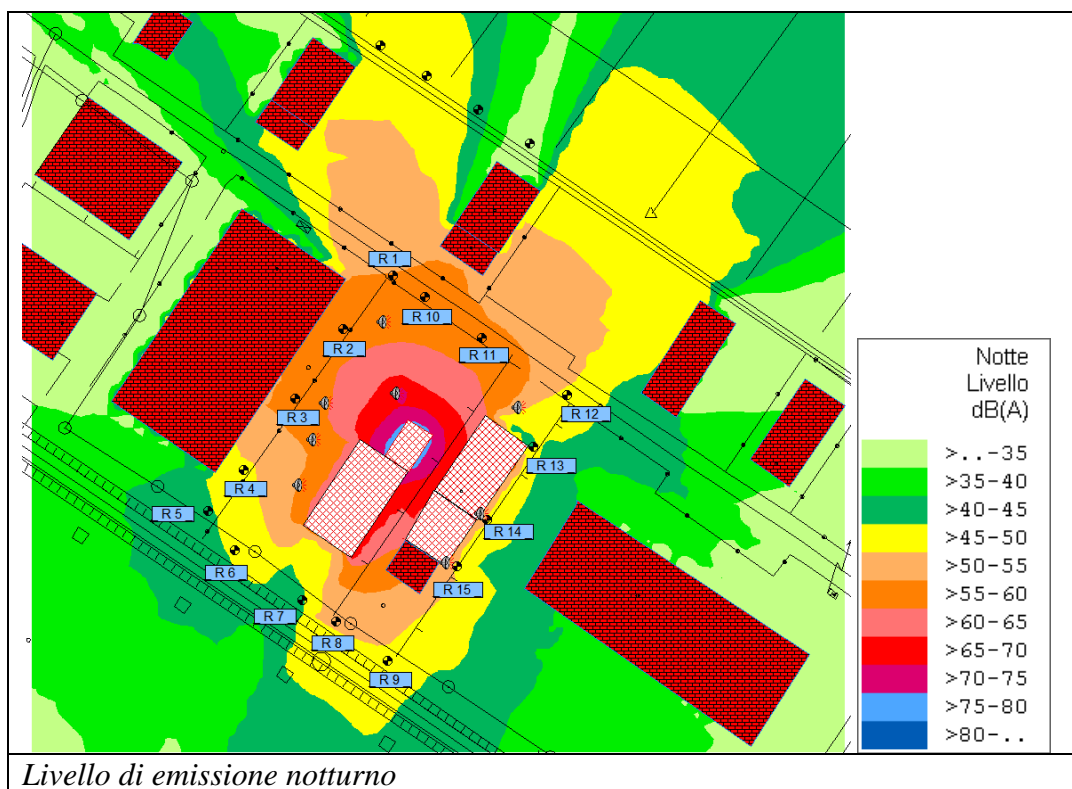 R 1
R 10
R 2
R 11
R 3
R 12
R 13
R 4
R 5
R 14
R 6
R 15
R 7
R 8
R 9
Notte
Livello
dB(A)
>..-35
>35-40
>40-45
>45-50
>50-55
>55-60
>60-65
>65-70
>70-75
>75-80
>80-..
Livello di emissione notturno